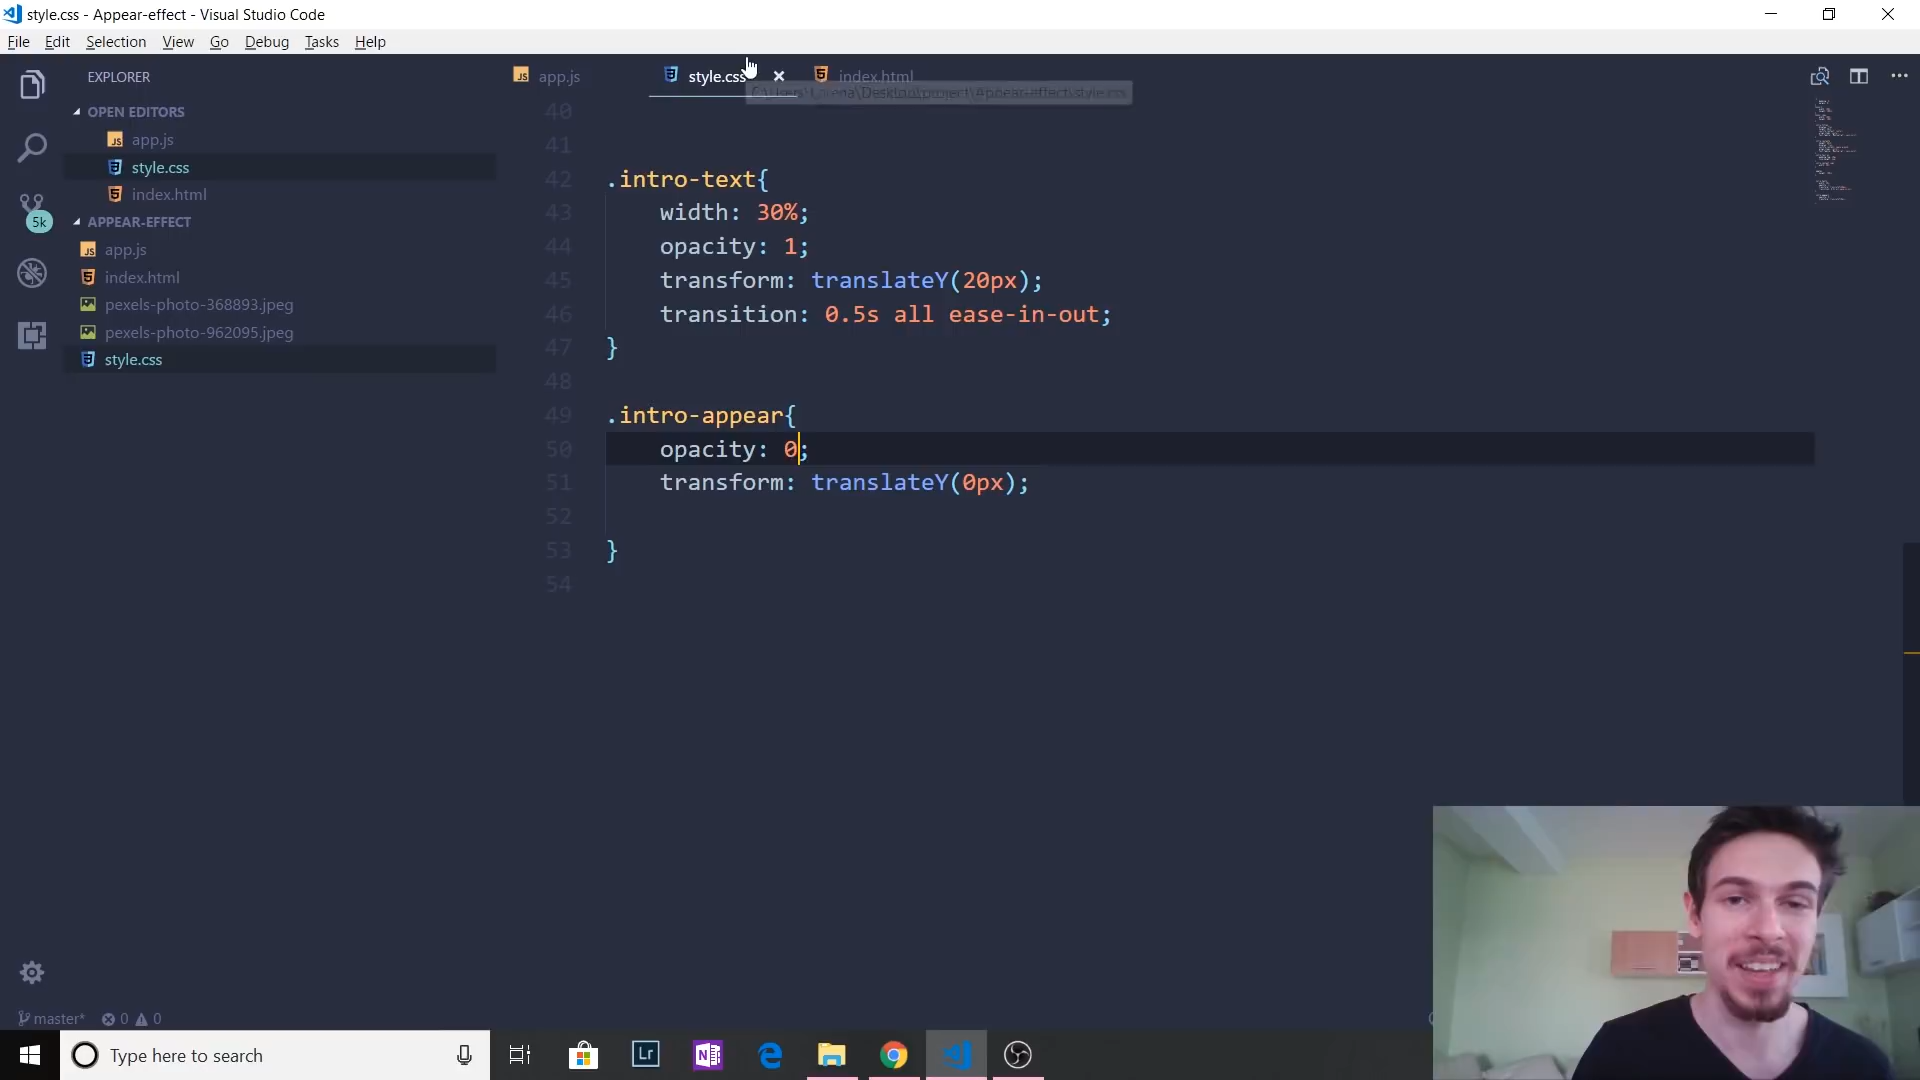 style.css - Appear-effect - Visual Studio Code
File Edit Selection View Go Debug Tasks Help
EXPLORER
OPEN EDITORS
app.js
style.css
index.html
5k
APPEAR-EFFECT
app.js
index.html
pexels-photo-368893.jpeg
pexels-photo-962095.jpeg
style.css
app.js style.css index.html
40
41
42 .intro-text{
43 width: 30%;
44 opacity: 1;
45 transform: translateY(20px);
46 transition: 0.5s all ease-in-out;
47 }
48
49 .intro-appear{
50 opacity: 0;
51 transform: translateY(0px);
52
53 }
54
master* 0 0
Type here to search
Lr
N